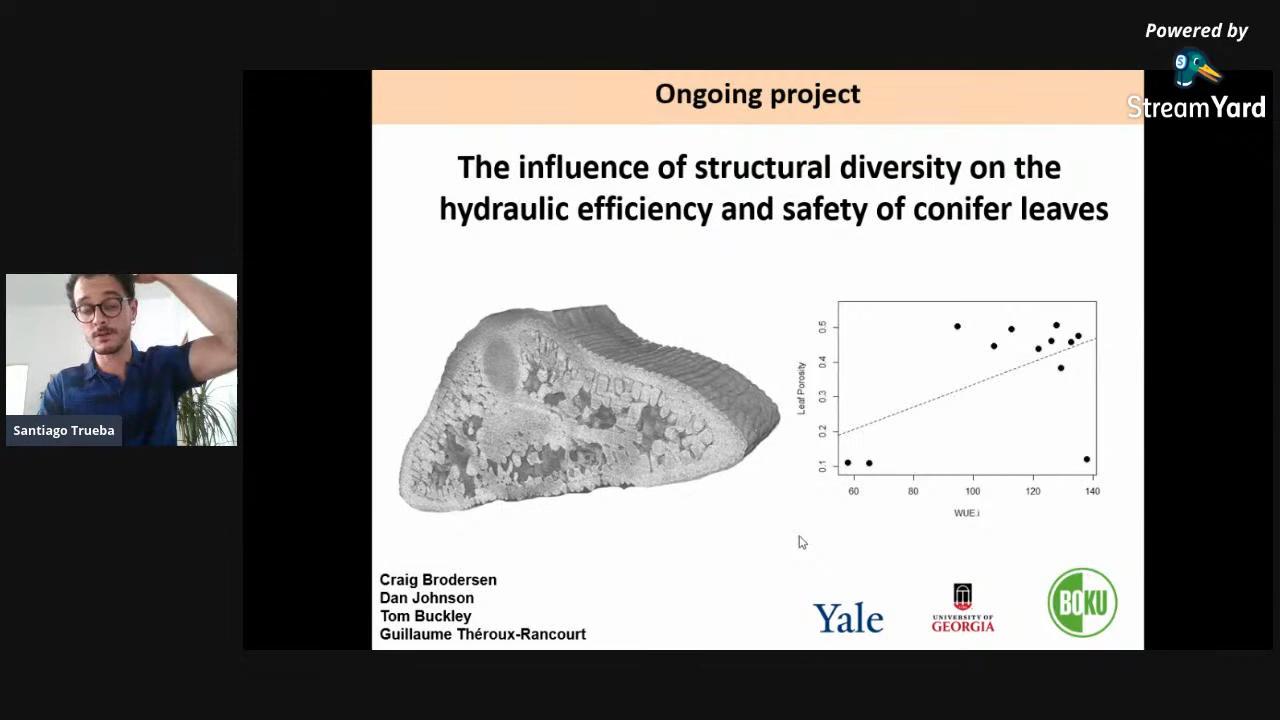 Powered by
StreamYard
Ongoing project
The influence of structural diversity on the
hydraulic efficiency and safety of conifer leaves
Santiago Trueba
Leaf Porosity
0.5
0.4
0.3
0.2
0.1
60 80 100 120 140
WUE.i
Craig Brodersen
Dan Johnson
Tom Buckley
Guillaume Théroux-Rancourt
Yale
UNIVERSITY OF
GEORGIA
BOKU